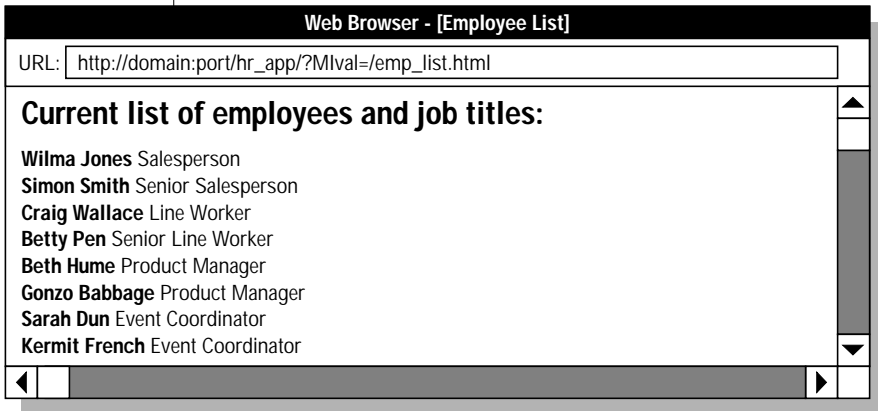 Web Browser - [Employee List]
URL: http://domain:port/hr_app/?MIval=/emp_list.html
Current list of employees and job titles:
Wilma Jones Salesperson
Simon Smith Senior Salesperson
Craig Wallace Line Worker
Betty Pen Senior Line Worker
Beth Hume Product Manager
Gonzo Babbage Product Manager
Sarah Dun Event Coordinator
Kermit French Event Coordinator